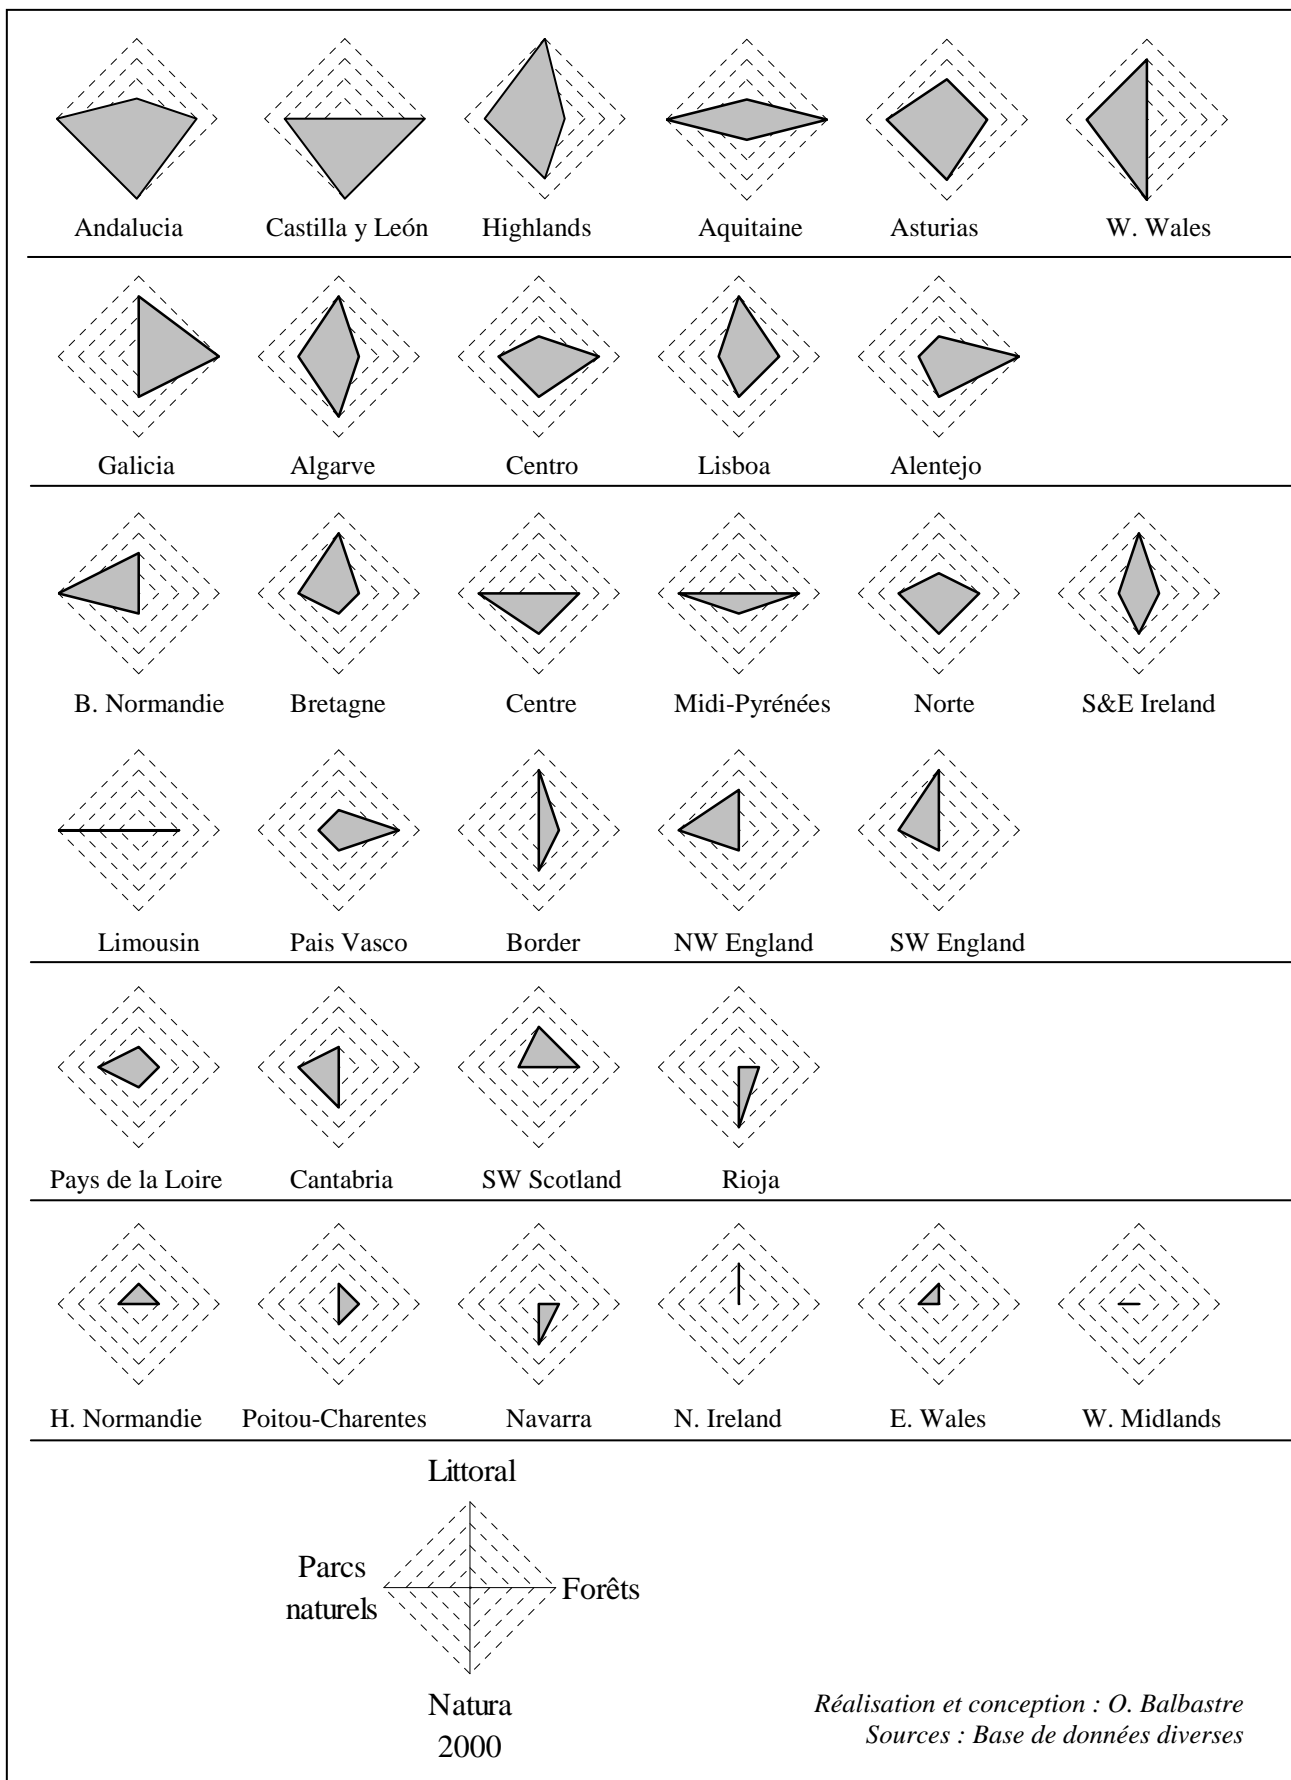 Andalucia Castilla y León Highlands Aquitaine Asturias W. Wales
Galicia Algarve Centro Lisboa Alentejo
B. Normandie Bretagne Centre Midi-Pyrénées Norte S&E Ireland
Limousin Pais Vasco Border NW England SW England
Pays de la Loire Cantabria SW Scotland Rioja
H. Normandie Poitou-Charentes Navarra N. Ireland E. Wales W. Midlands
Littoral
Parcs
naturels
Forêts
Natura
2000
Réalisation et conception : O. Balbastre
Sources : Base de données diverses